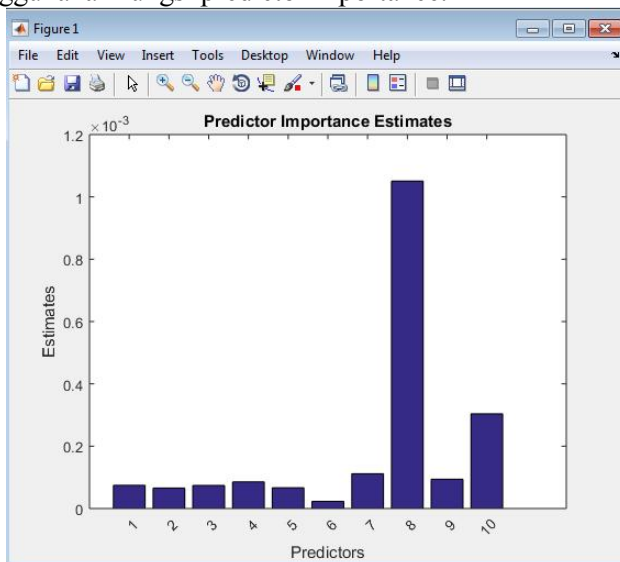 Figure 1
File Edit View Insert Tools Desktop Window Help
×10⁻³
Predictor Importance Estimates
1.2
1
0.8
0.6
0.4
0.2
0
Estimates
1 2 3 4 5 6 7 8 9 10
Predictors